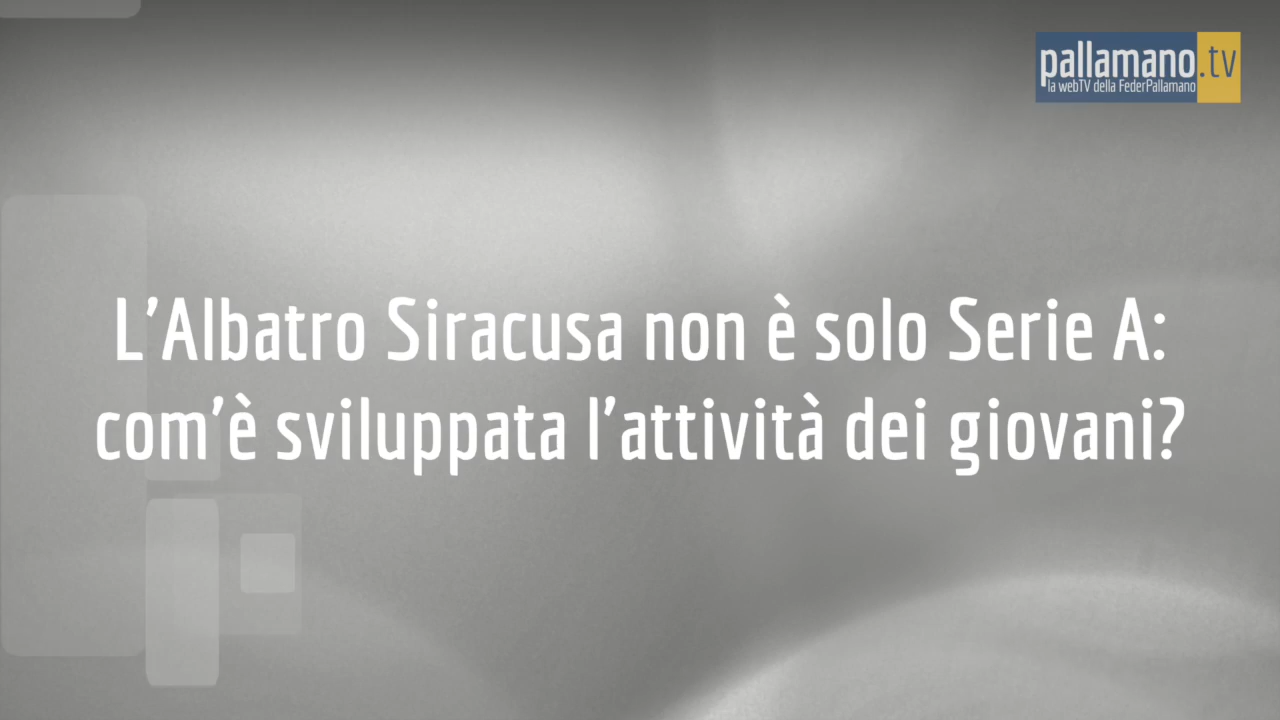 pallamano.tv
la webTV della FederPallamano
L’Albatro Siracusa non è solo Serie A:
com’è sviluppata l’attività dei giovani?